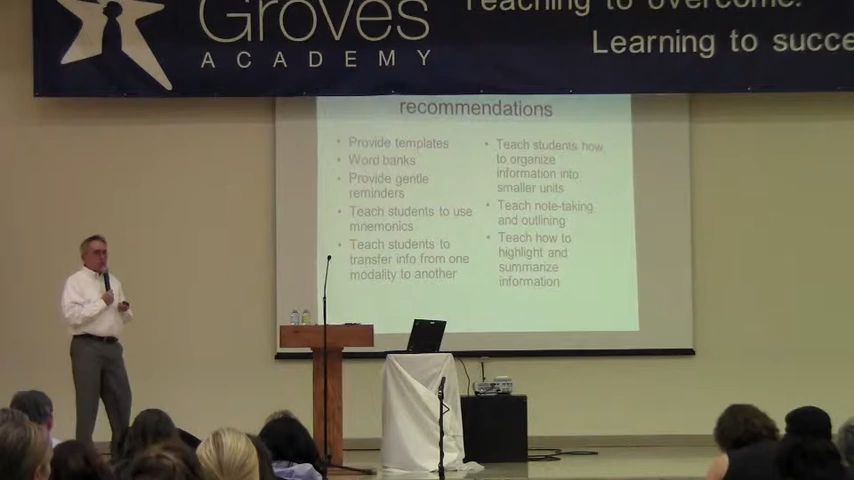 Groves
ACADEMY
Teaching to overcome.
Learning to
recommendations
• Provide templates
• Word banks
• Provide gentle
reminders
• Teach students to use
mnemonics
• Teach students to
transfer info from one
modality to another
• Teach students how
to organize
information into
smaller units
• Teach note-taking
and outlining
• Teach how to
highlight and
summarize
information